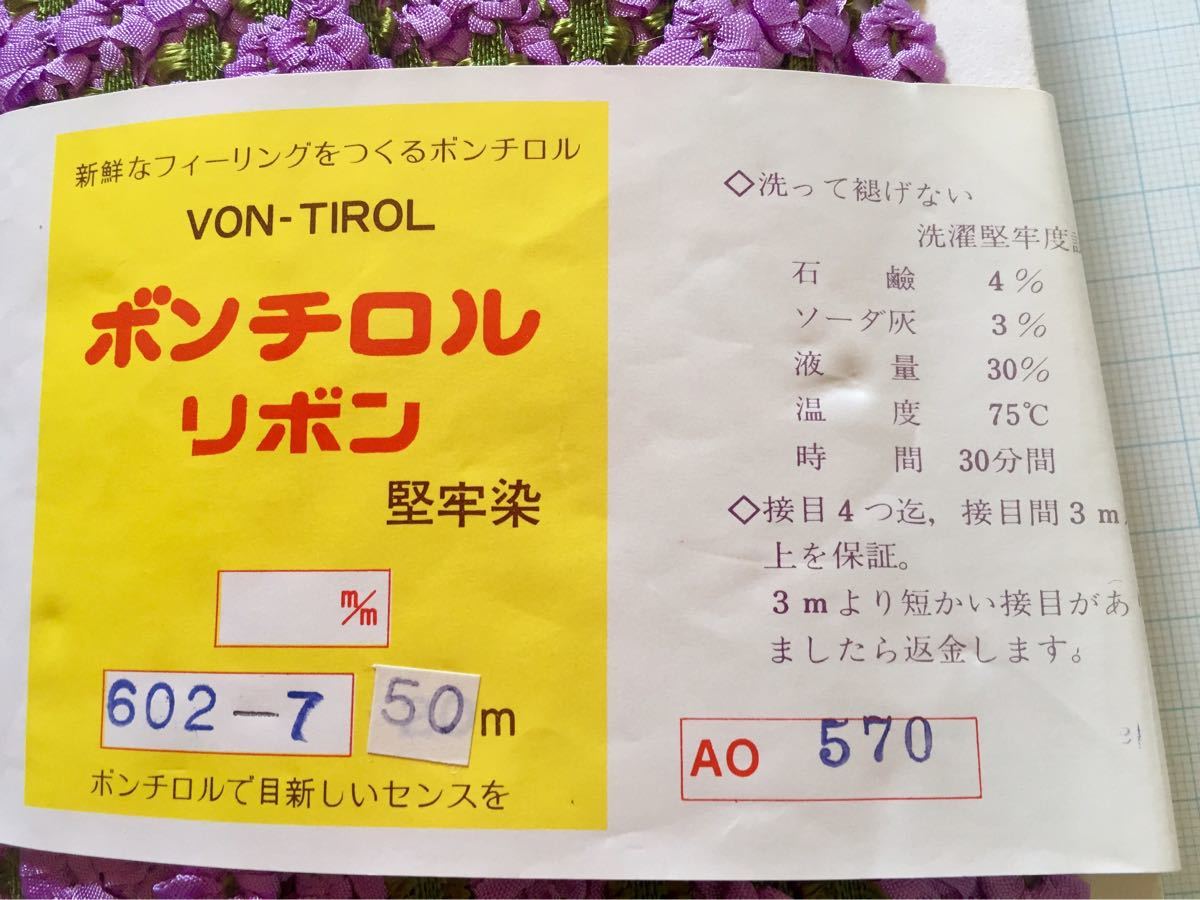 新鮮なフィーリングをつくるボンチロル
VON-TIROL
ボンチロル
リボン
堅牢染
m/m
602-7 50 m
ボンチロルで目新しいセンスを
◇洗って褪げない
洗濯堅牢度
石鹼 4%
ソーダ灰 3%
液量 30%
温度 75℃
時間 30分間
◇接目4つ迄,接目間3m
上を保証。
3mより短かい接目があり
ましたら返金します。
AO 570